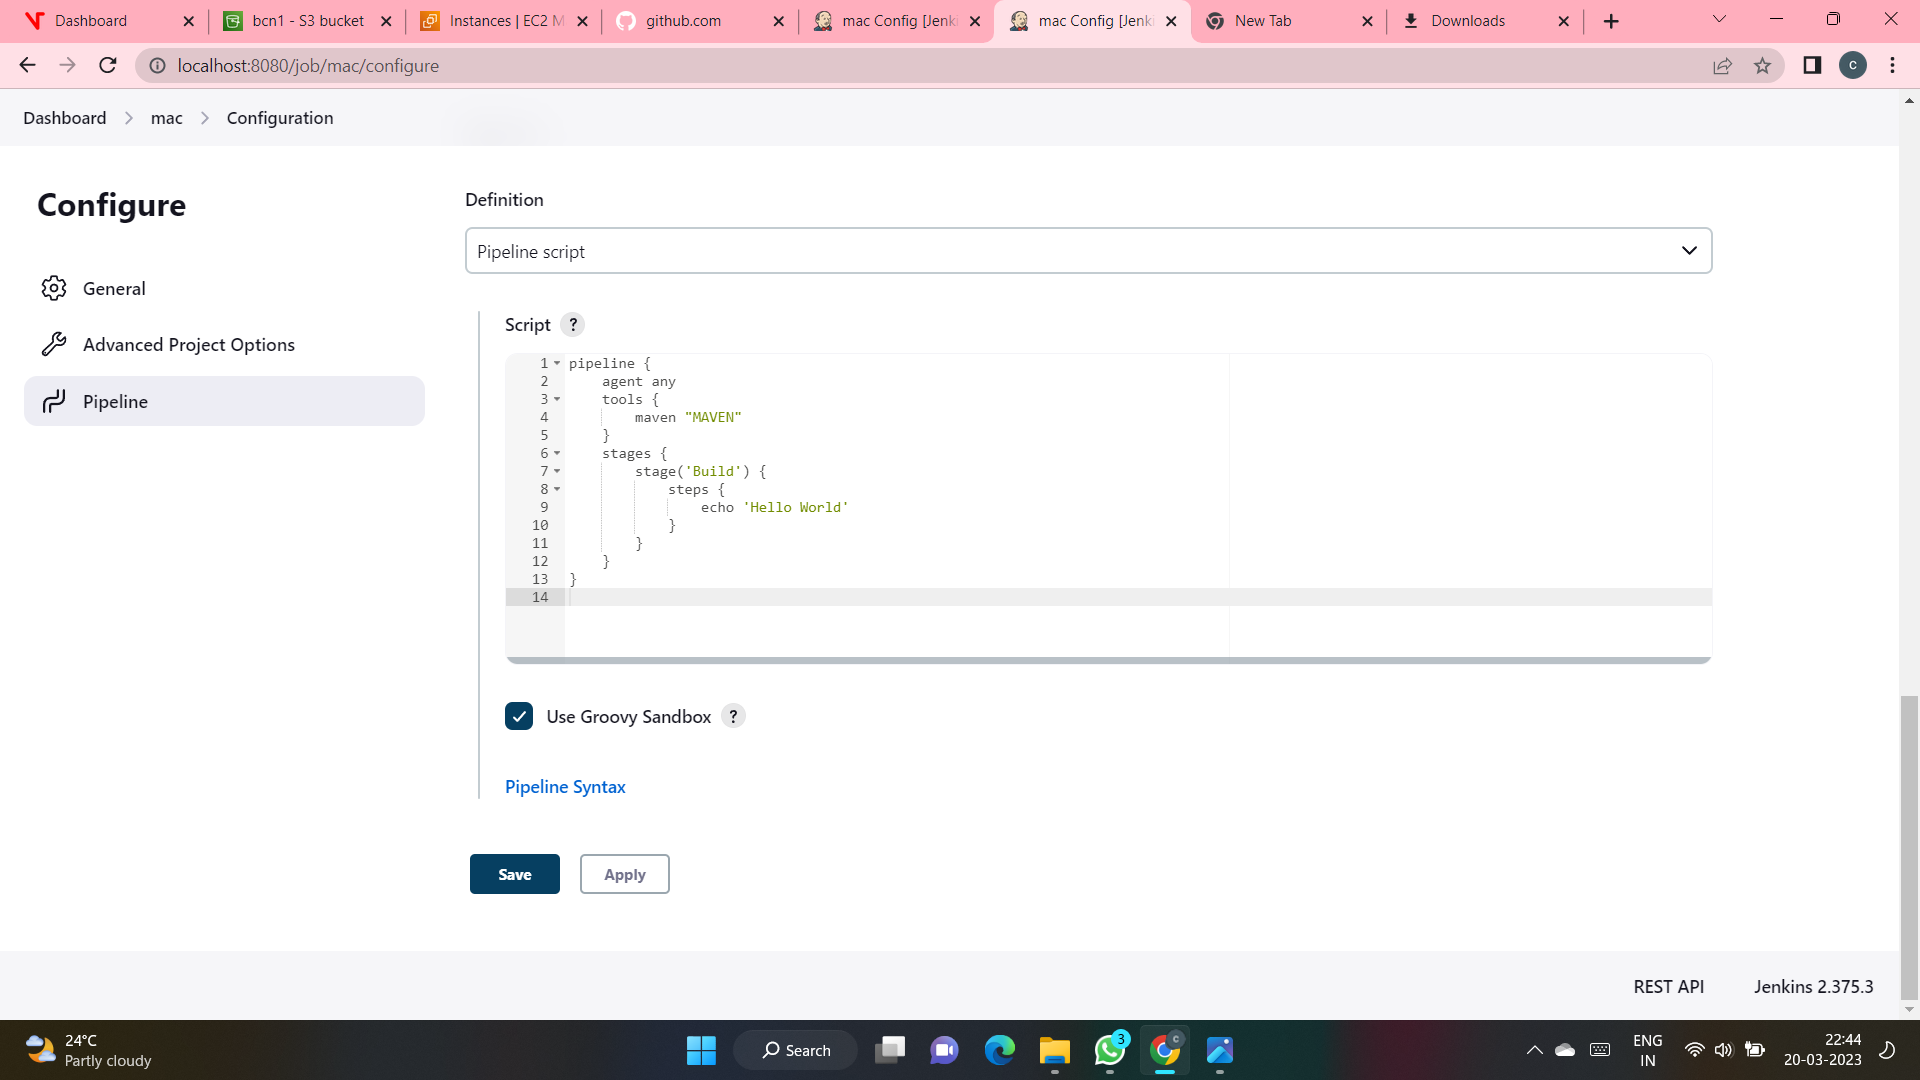 Dashboard
bcn1 - S3 bucket
Instances | EC2 M
github.com
mac Config [Jenki
mac Config [Jenki
New Tab
Downloads
localhost:8080/job/mac/configure
C
Dashboard > mac > Configuration
Configure
General
Advanced Project Options
Pipeline
Definition
Pipeline script
Script ?
1 pipeline {
2     agent any
3     tools {
4         maven "MAVEN"
5     }
6     stages {
7         stage('Build') {
8             steps {
9                 echo 'Hello World'
10             }
11         }
12     }
13 }
14
Use Groovy Sandbox ?
Pipeline Syntax
Save
Apply
REST API
Jenkins 2.375.3
24°C
Partly cloudy
Search
3
C
ENG
IN
22:44
20-03-2023